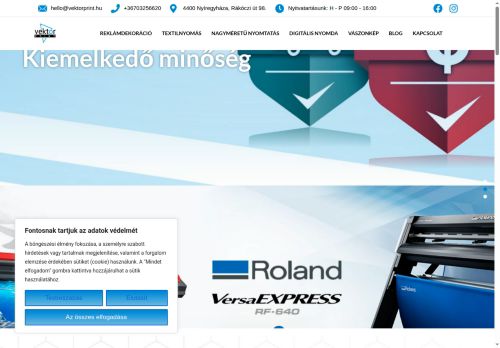 hello@vektorprint.hu +36703256620 4400 Nyíregyháza, Rákóczi út 98. Nyitvatartásunk: H - P 09:00 - 16:00
vektor
REKLÁMDEKORÁCIÓ TEXTILNYOMÁS NAGYMÉRETŰ NYOMTATÁS DIGITÁLIS NYOMDA VÁSZONKÉP BLOG KAPCSOLAT
Kiemelkedő minőség
Fontosnak tartjuk az adatok védelmét
A böngészési élmény fokozása, a személyre szabott
hirdetések vagy tartalmak megjelenítése, valamint a forgalom
elemzése érdekében sütiket (cookie) használunk. A "Mindet
elfogadom" gombra kattintva hozzájárulhat a sütik
használatához.
Testreszabás Elutasít
Az összes elfogadása
Roland
VersaEXPRESS
RF-640